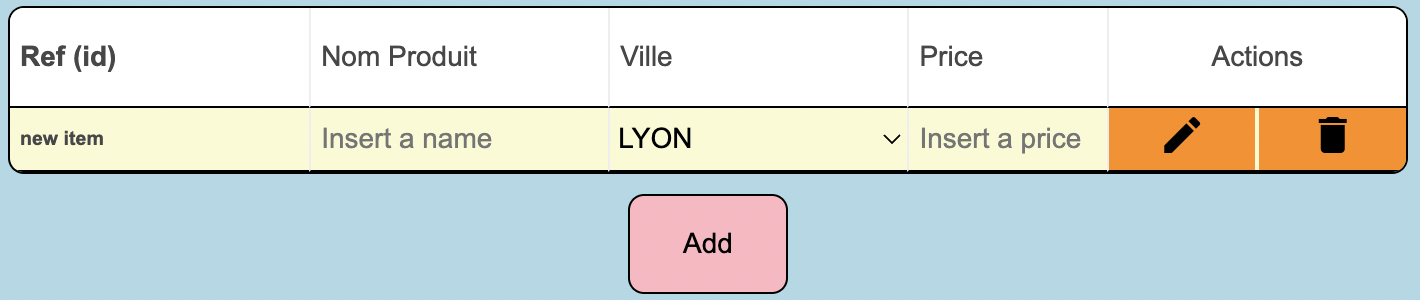 Ref (id) Nom Produit Ville Price Actions
new item Insert a name LYON Insert a price
Add